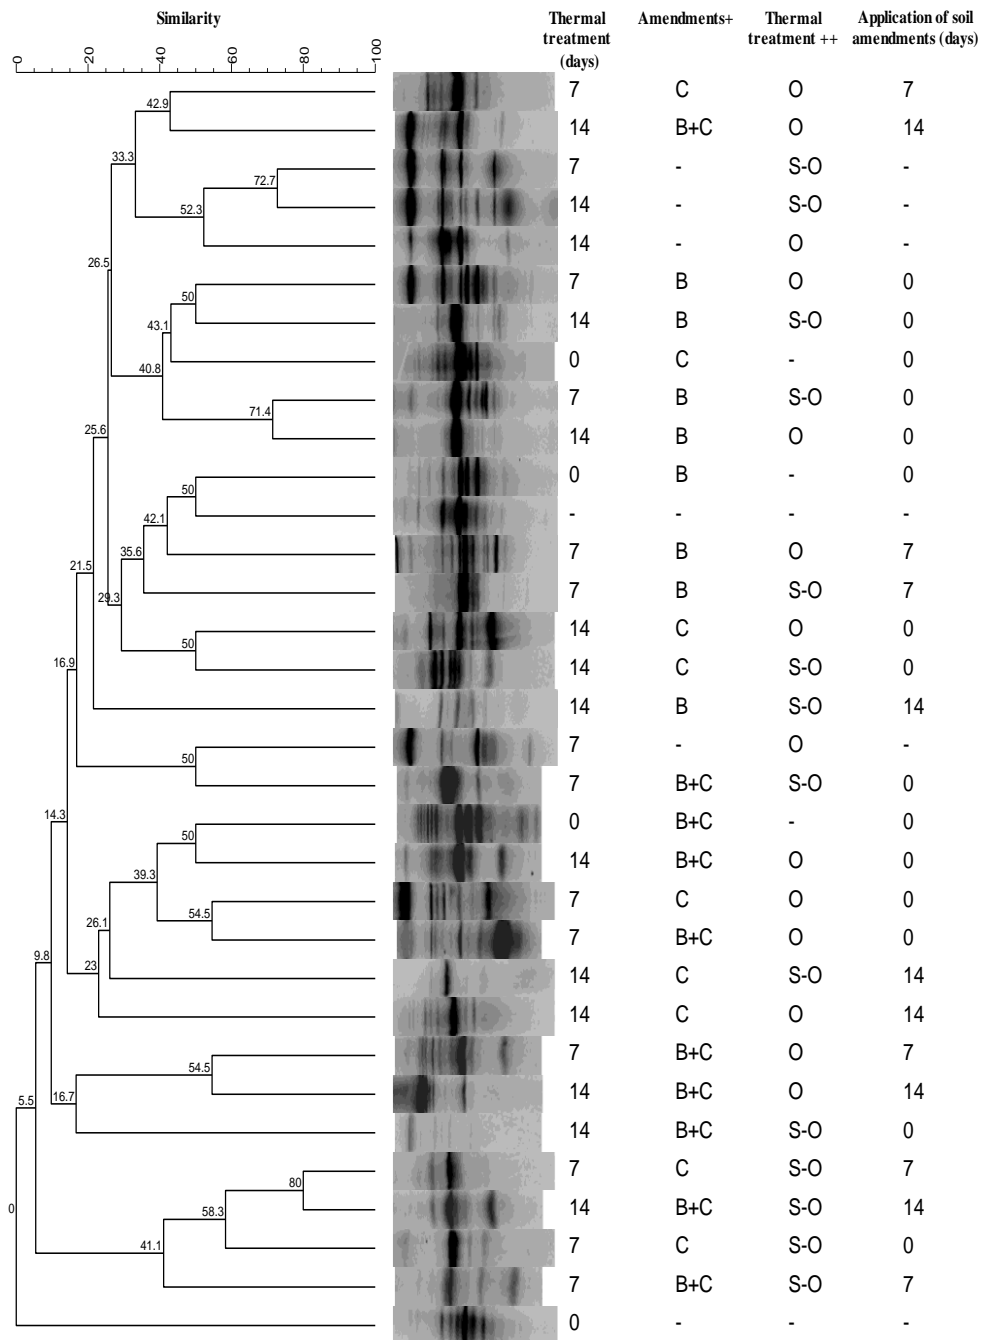 Similarity
Thermal treatment (days)
Amendments+
Thermal treatment ++
Application of soil amendments (days)
0 20 40 60 80 100
7 C O 7
42.9
14 B+C O 14
33.3
7 - S-O -
72.7
14 - S-O -
52.3
14 - O -
26.5
7 B O 0
50
14 B S-O 0
43.1
0 C - 0
40.8
7 B S-O 0
71.4
14 B O 0
25.6
0 B - 0
50
- - - -
42.1
7 B O 7
35.6
7 B S-O 7
21.5
29.3
14 C O 0
50
14 C S-O 0
16.9
14 B S-O 14
7 - O -
50
7 B+C S-O 0
14.3
0 B+C - 0
50
14 B+C O 0
39.3
7 C O 0
54.5
26.1
7 B+C O 0
9.8
23
14 C S-O 14
14 C O 14
7 B+C O 7
54.5
14 B+C O 14
5.5
16.7
14 B+C S-O 0
7 C S-O 7
80
14 B+C S-O 14
0
58.3
7 C S-O 0
41.1
7 B+C S-O 7
0 - - -